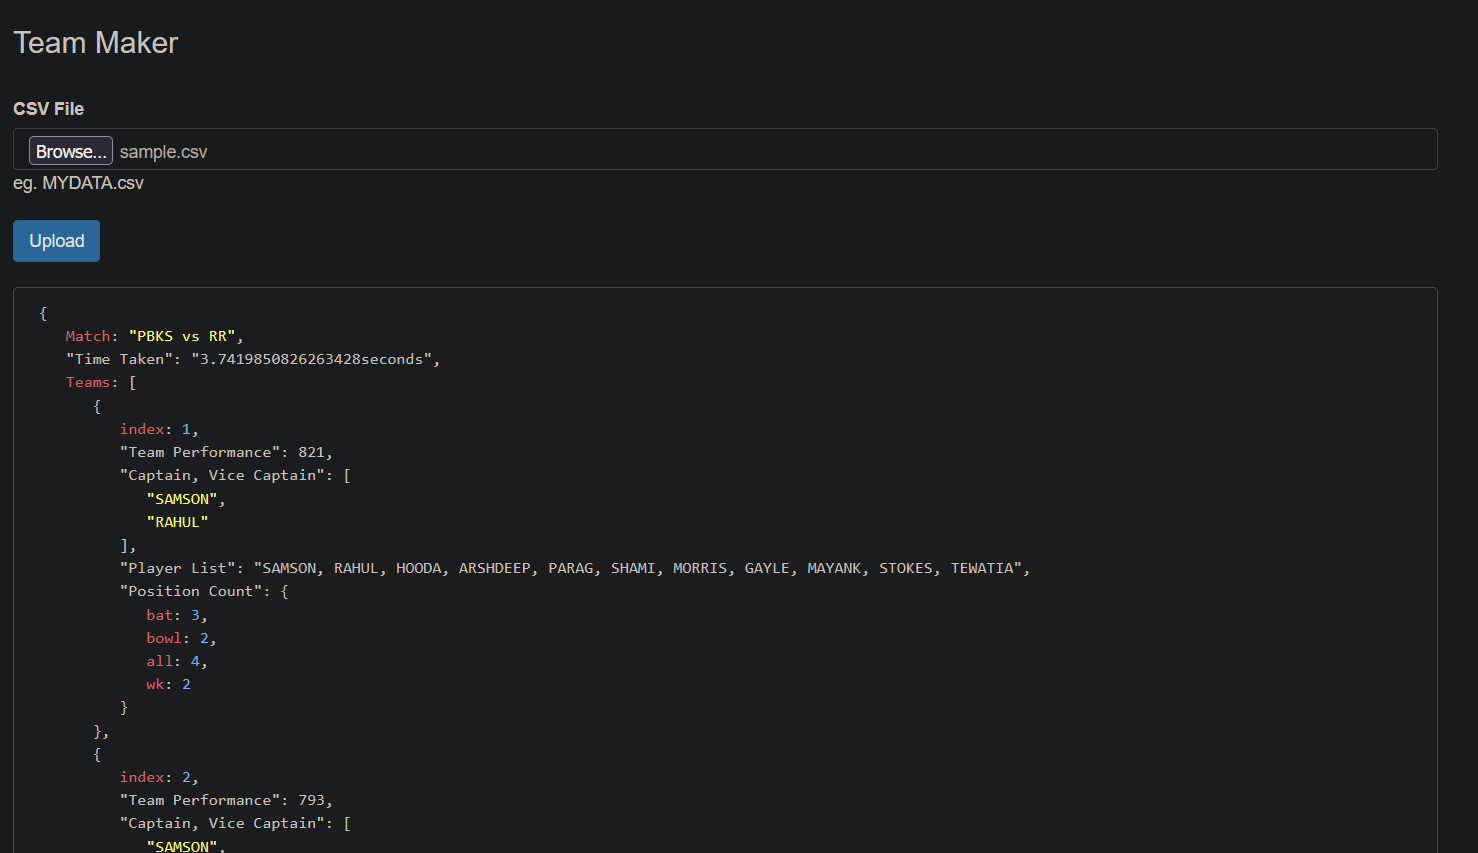 Team Maker
CSV File
Browse... sample.csv
eg. MYDATA.csv
Upload
{
Match: "PBKS vs RR",
"Time Taken": "3.7419850826263428seconds",
Teams: [
{
index: 1,
"Team Performance": 821,
"Captain, Vice Captain": [
"SAMSON",
"RAHUL"
],
"Player List": "SAMSON, RAHUL, HOODA, ARSHDEEP, PARAG, SHAMI, MORRIS, GAYLE, MAYANK, STOKES, TEWATIA",
"Position Count": {
bat: 3,
bowl: 2,
all: 4,
wk: 2
}
},
{
index: 2,
"Team Performance": 793,
"Captain, Vice Captain": [
"SAMSON",